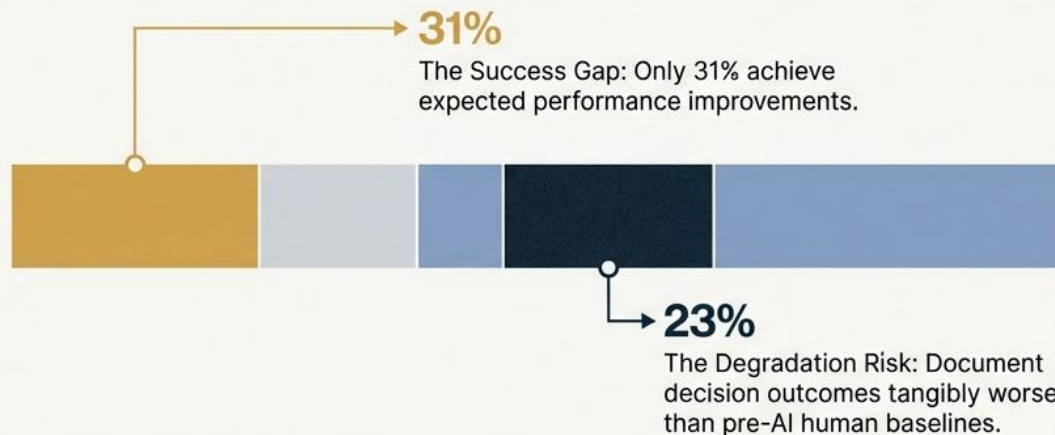 31%
The Success Gap: Only 31% achieve
expected performance improvements.
23%
The Degradation Risk: Document
decision outcomes tangibly worse
than pre-AI human baselines.